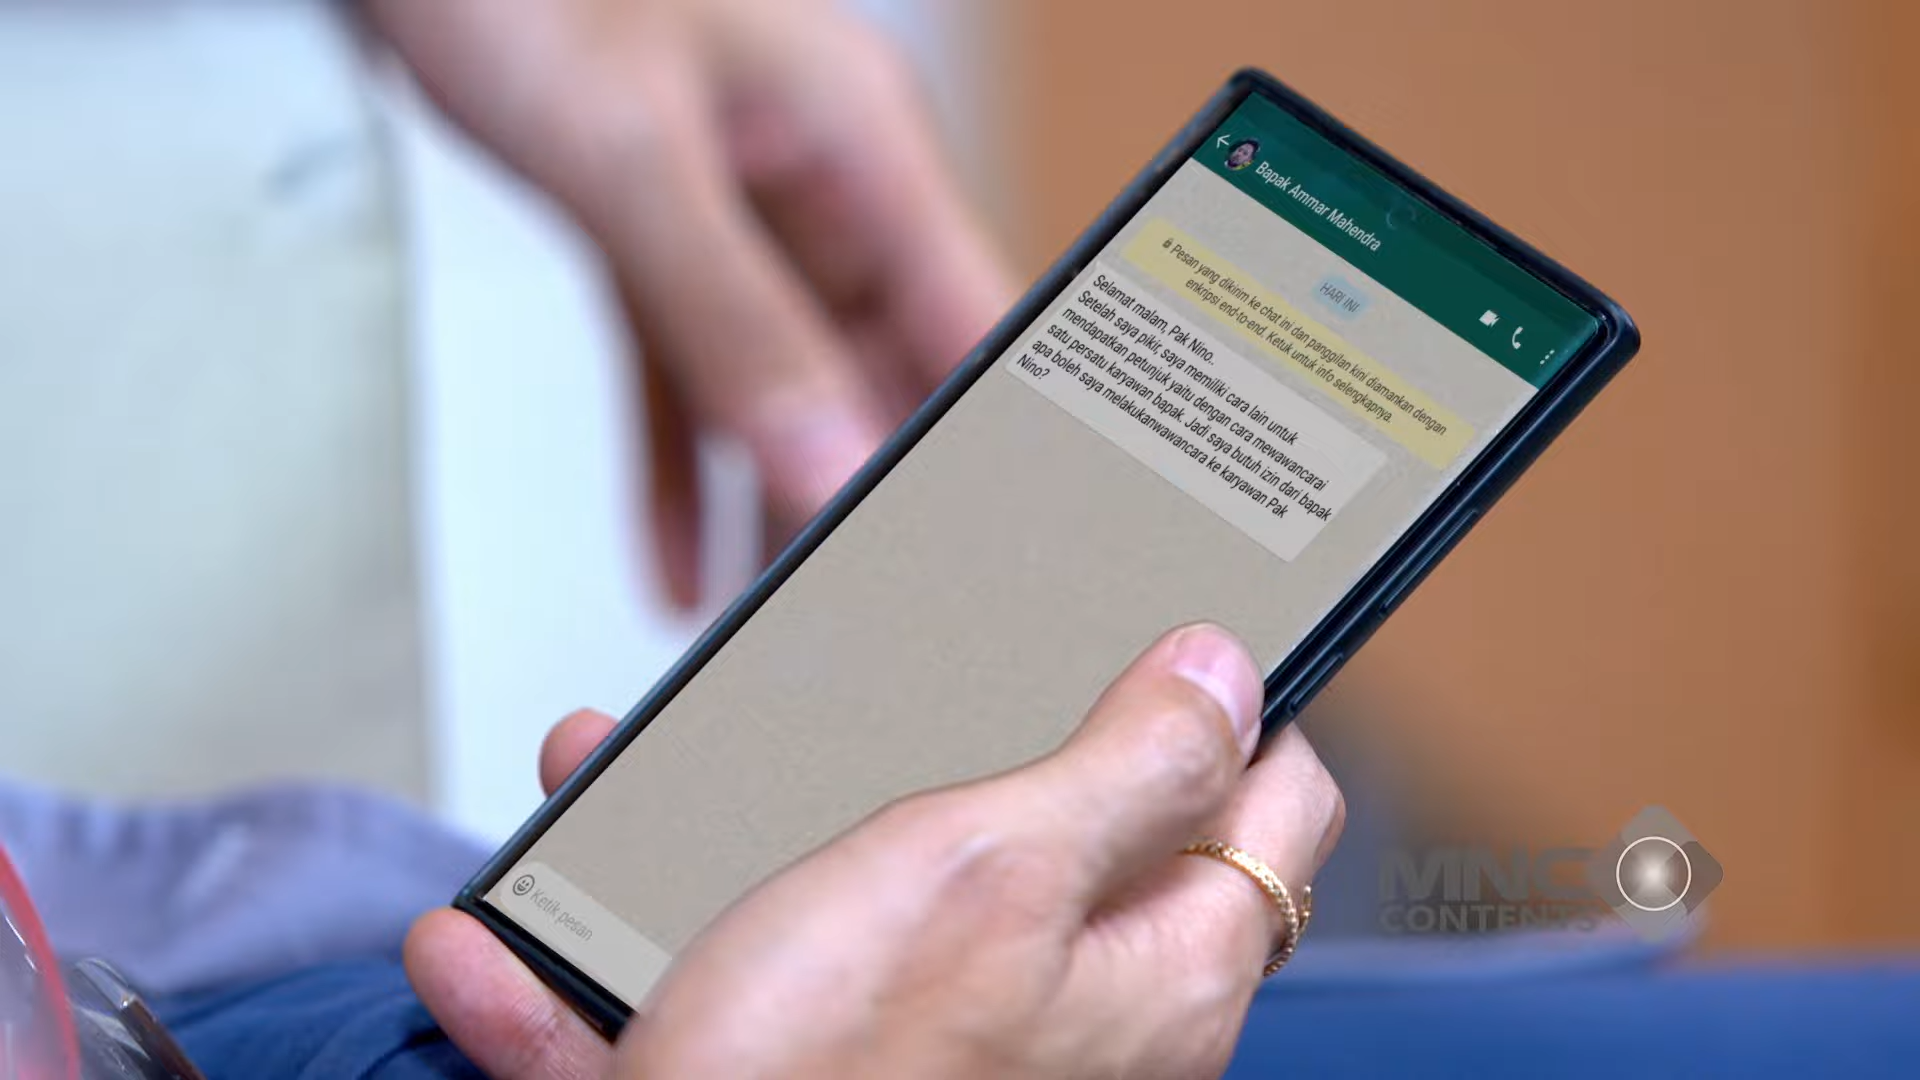 Bapak Ammar Mahendra
HARI INI
Pesan yang dikirim ke chat ini dan panggilan kini diamankan dengan
enkripsi end-to-end. Ketuk untuk info selengkapnya.
Selamat malam, Pak Nino..
Setelah saya pikir, saya memiliki cara lain untuk
mendapatkan petunjuk yaitu dengan cara mewawancarai
satu persatu karyawan bapak. Jadi saya butuh izin dari bapak
apa boleh saya melakukanwawancara ke karyawan Pak
Nino?
Ketik pesan
MNC
CONTENTS